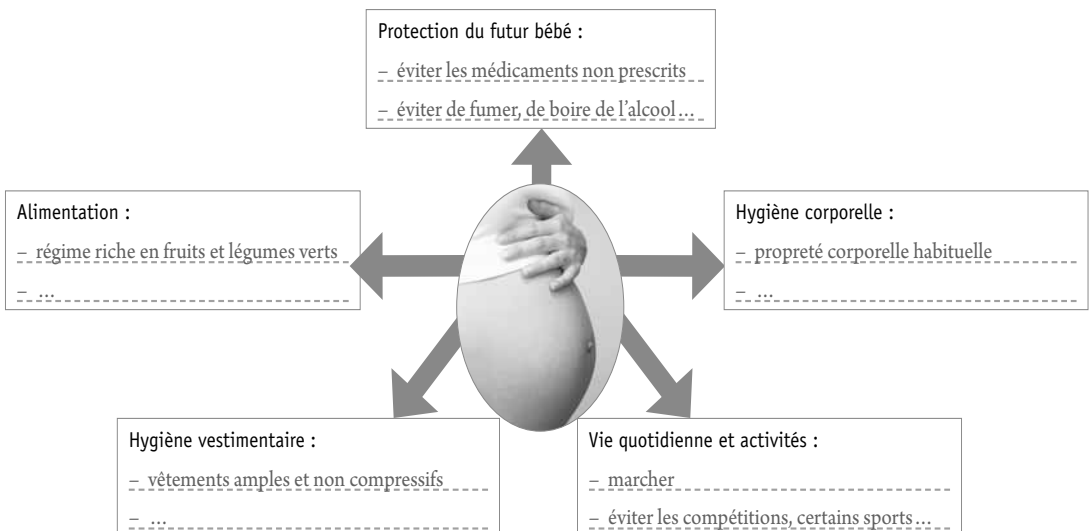 Protection du futur bébé :
– éviter les médicaments non prescrits
– éviter de fumer, de boire de l’alcool…
Alimentation :
– régime riche en fruits et légumes verts
– …
Hygiène corporelle :
– propreté corporelle habituelle
– …
Hygiène vestimentaire :
– vêtements amples et non compressifs
– …
Vie quotidienne et activités :
– marcher
– éviter les compétitions, certains sports…